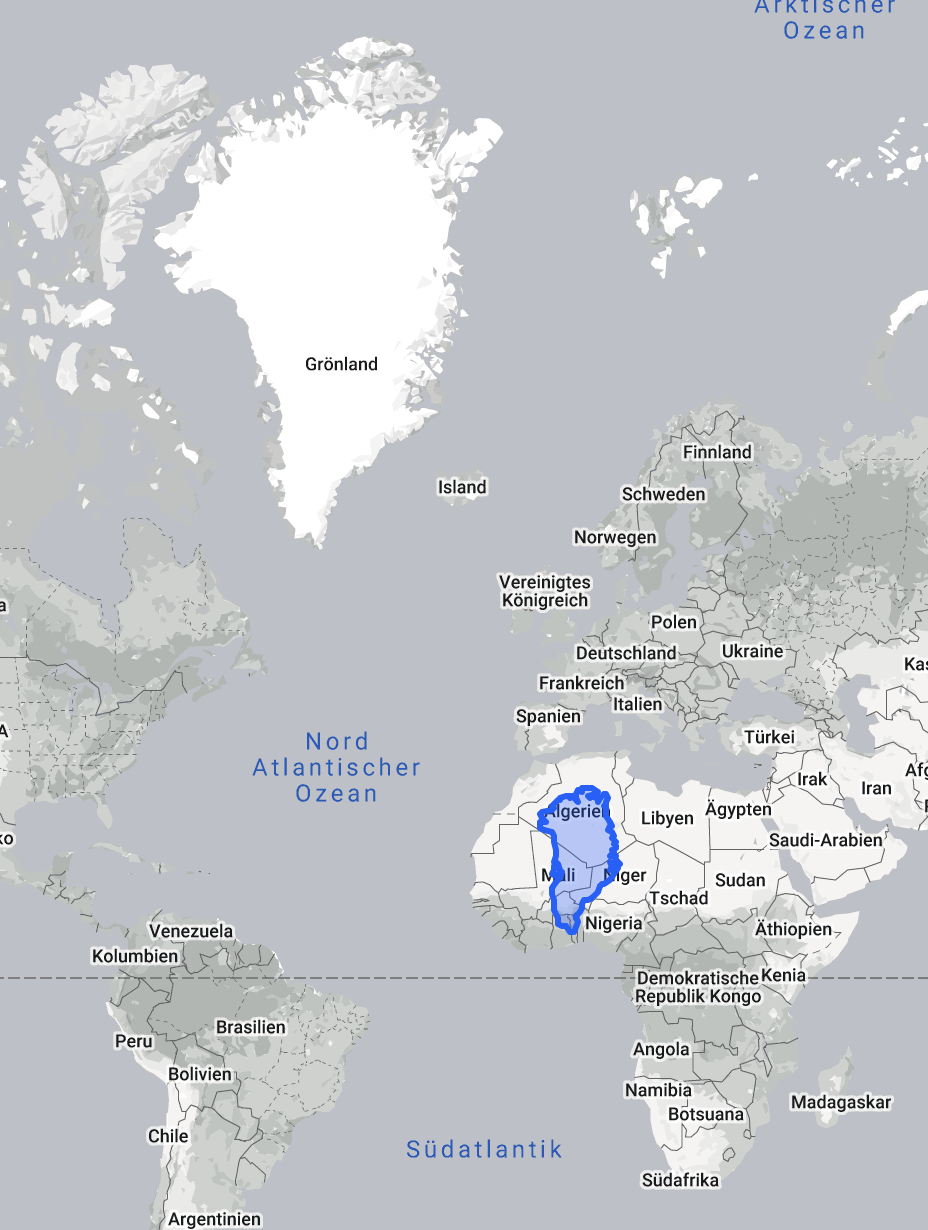 Arktischer
Ozean
Grönland
Finnland
Island
Schweden
Norwegen
Vereinigtes
Königreich
a
Polen
Ukraine
Deutschland
Kas
Frankreich
Italien
Spanien
A
Türkei
Nord
Atlantischer
Ozean
Irak
Afg
Iran
Algerien
Libyen
Ägypten
ko
Saudi-Arabien
Mali
Niger
Sudan
Tschad
Nigeria
Äthiopien
Venezuela
Kolumbien
Demokratische
Republik Kongo
Kenia
Brasilien
Peru
Angola
Bolivien
Namibia
Botsuana
Madagaskar
Chile
Südatlantik
Südafrika
Argentinien